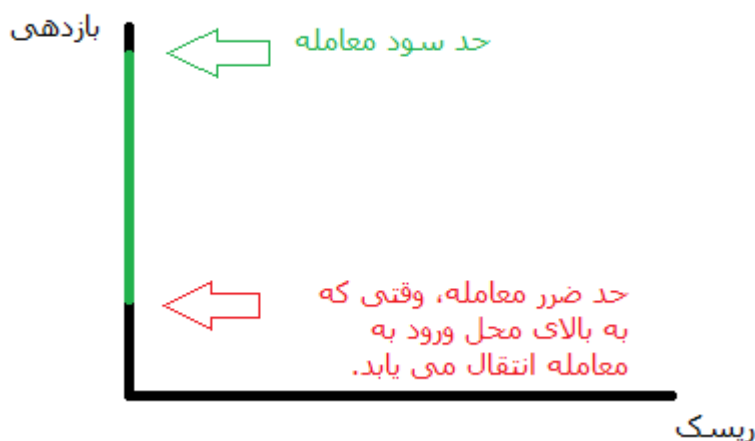 بازدهی
حد سود معامله
حد ضرر معامله، وقتی که
به بالای محل ورود به
معامله انتقال می یابد.
ریسک